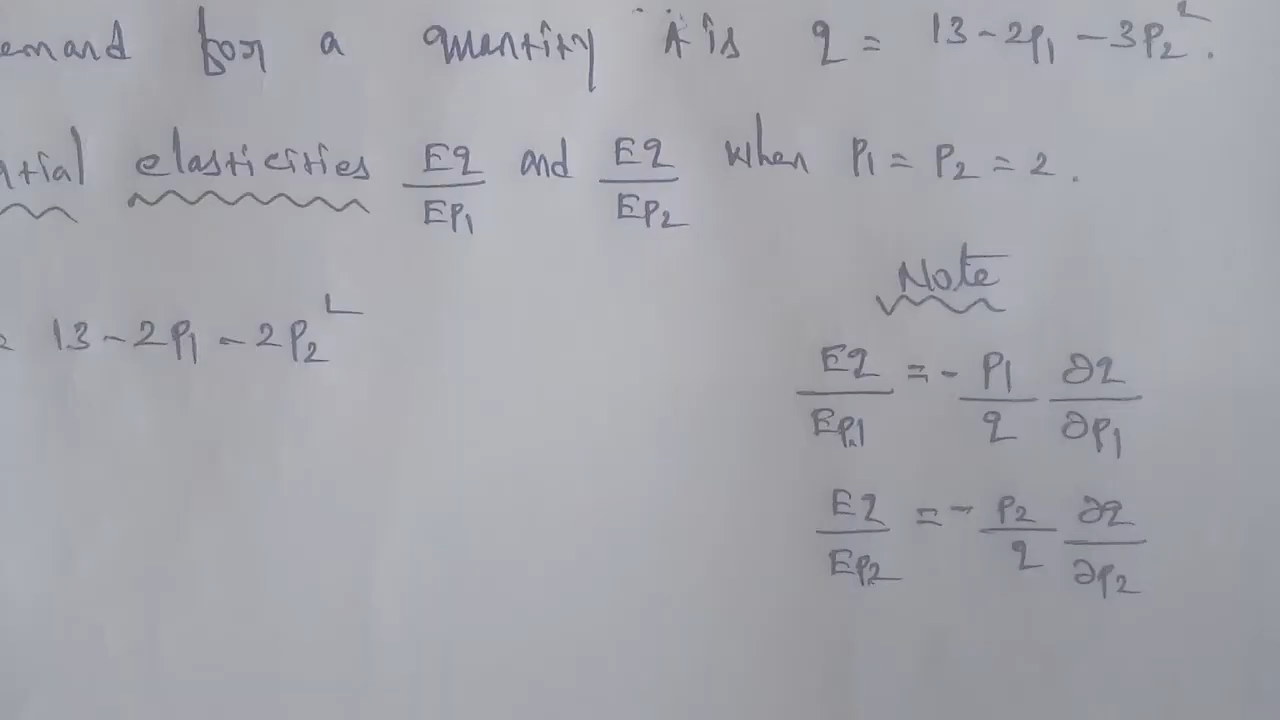 emand for a quantity A is q = 13 - 2p₁ - 3p₂².
tial elasticities Eq/Ep₁ and Eq/Ep₂ when P₁ = P₂ = 2.
Note
= 13 - 2p₁ - 2p₂²
Eq/Ep₁ = - P₁/q ∂q/∂p₁
Eq/Ep₂ = - P₂/q ∂q/∂p₂